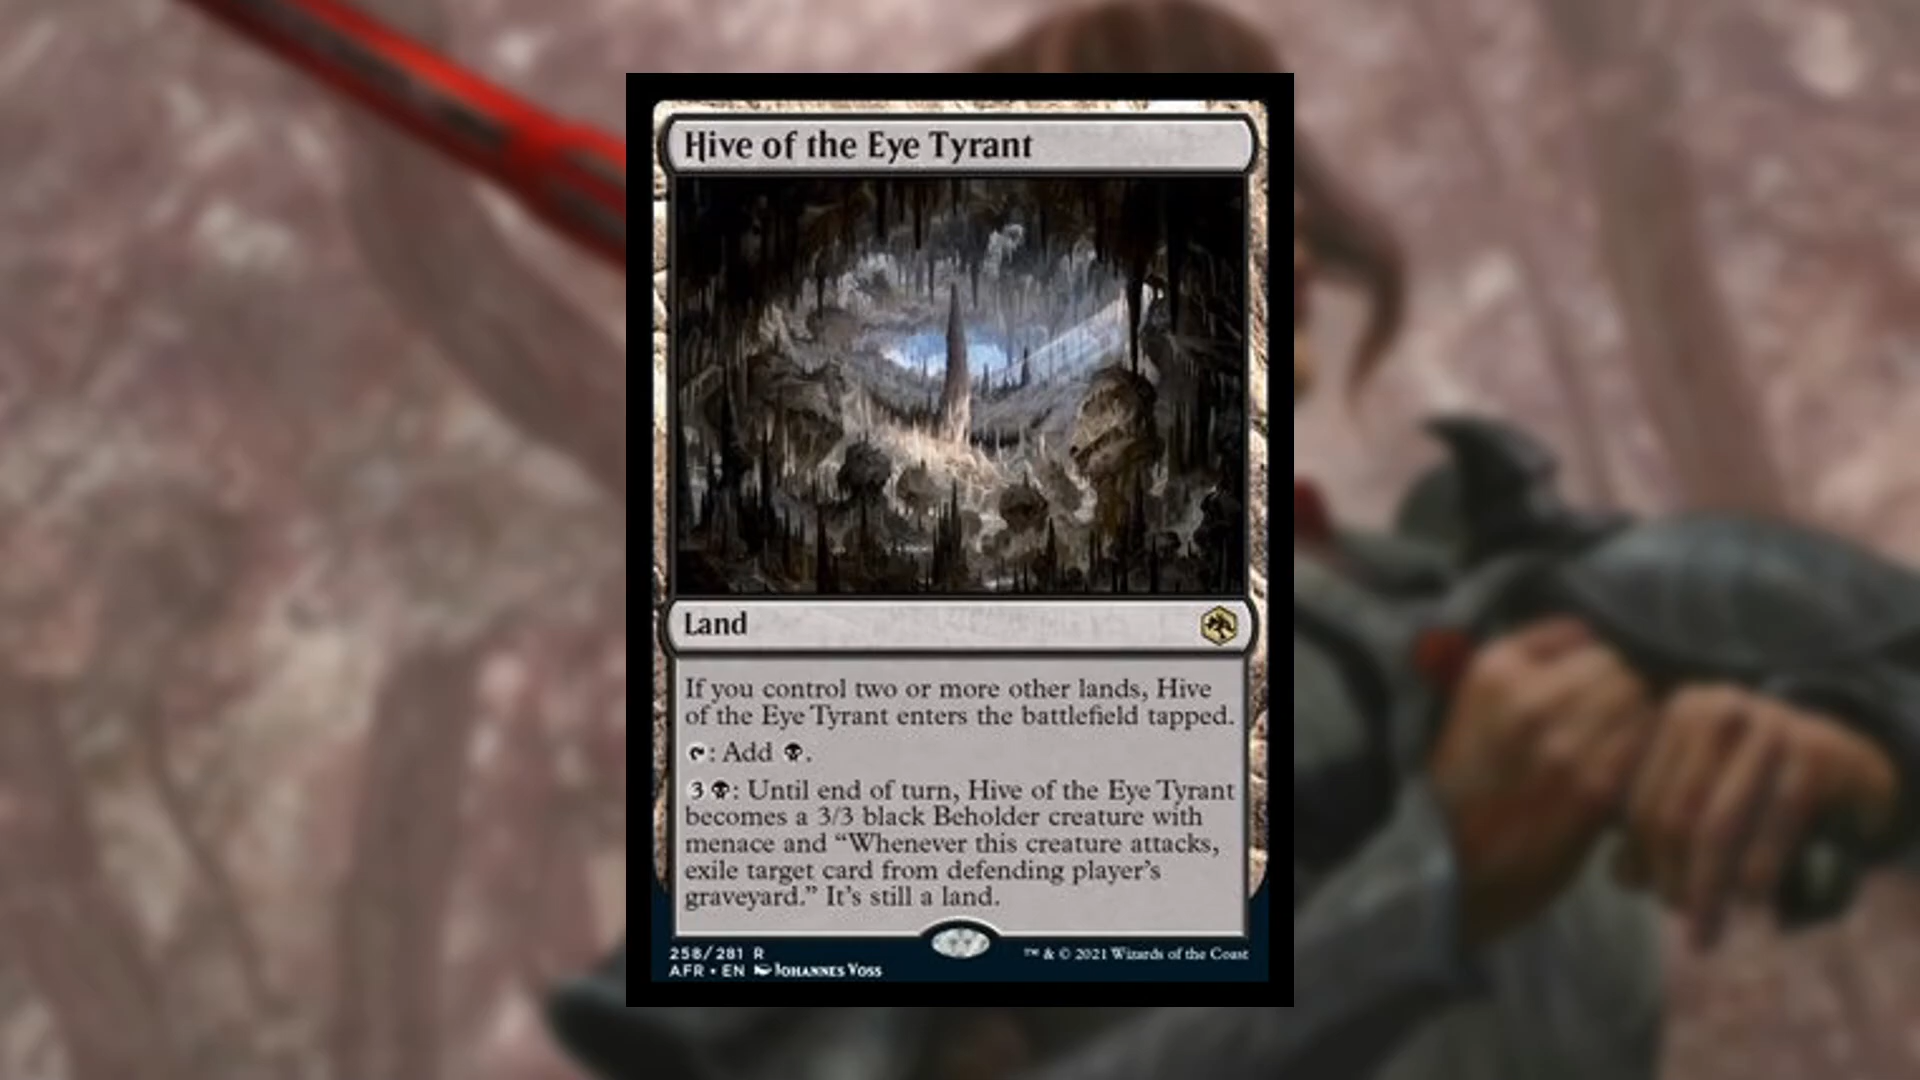 Hive of the Eye Tyrant
Land
If you control two or more other lands, Hive
of the Eye Tyrant enters the battlefield tapped.
: Add .
3 : Until end of turn, Hive of the Eye Tyrant
becomes a 3/3 black Beholder creature with
menace and “Whenever this creature attacks,
exile target card from defending player’s
graveyard.” It’s still a land.
258/281 R
™ & © 2021 Wizards of the Coast
AFR • EN Johannes Voss